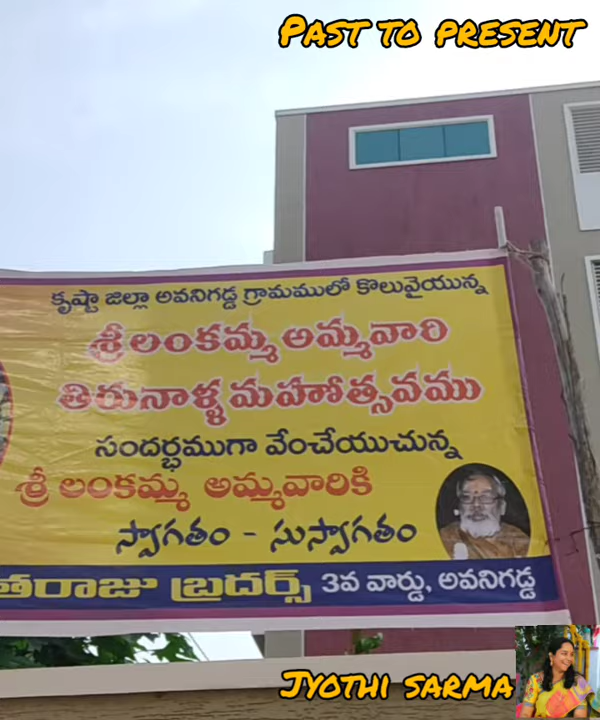 Past to present
కృష్ణా జిల్లా అవనిగడ్డ గ్రామములో కొలువైయున్న
శ్రీ లంకమ్మ అమ్మవారి
తిరునాళ్ళ మహోత్సవము
సందర్భముగా వేంచేయుచున్న
శ్రీ లంకమ్మ అమ్మవారికి
స్వాగతం - సుస్వాగతం
బ్రదర్స్ 3వ వార్డు, అవనిగడ్డ
Jyothi sarma